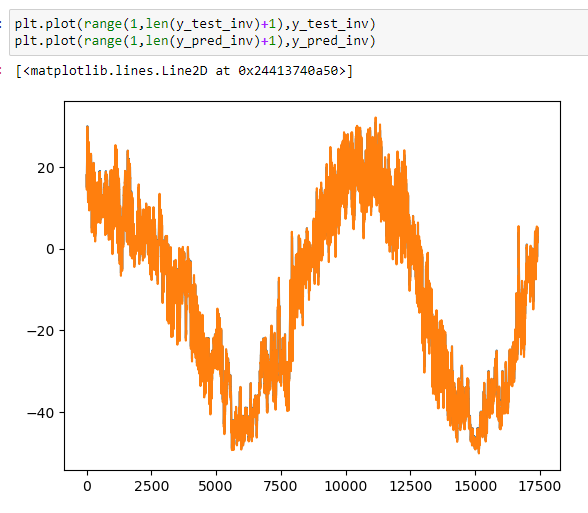 plt.plot(range(1,len(y_test_inv)+1),y_test_inv)
plt.plot(range(1,len(y_pred_inv)+1),y_pred_inv)
[<matplotlib.lines.Line2D at 0x24413740a50>]
20
0
−20
−40
0 2500 5000 7500 10000 12500 15000 17500